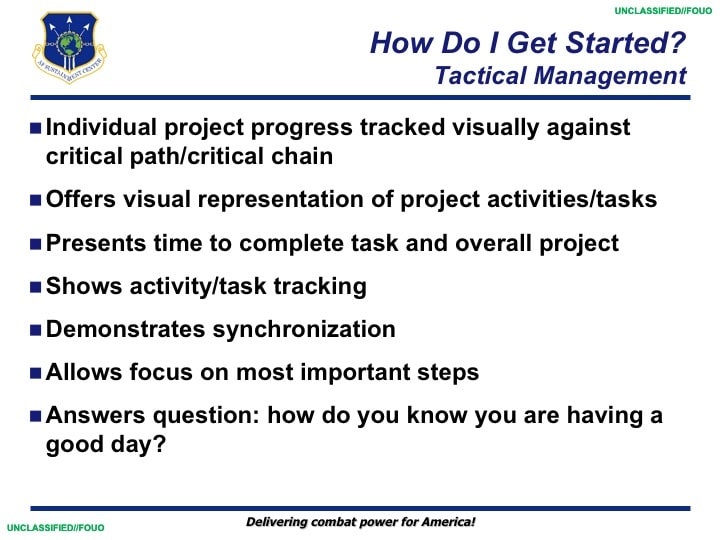 UNCLASSIFIED//FOUO
How Do I Get Started?
Tactical Management
AF SUSTAINMENT CENTER
Individual project progress tracked visually against
critical path/critical chain
Offers visual representation of project activities/tasks
Presents time to complete task and overall project
Shows activity/task tracking
Demonstrates synchronization
Allows focus on most important steps
Answers question: how do you know you are having a
good day?
Delivering combat power for America!
UNCLASSIFIED//FOUO